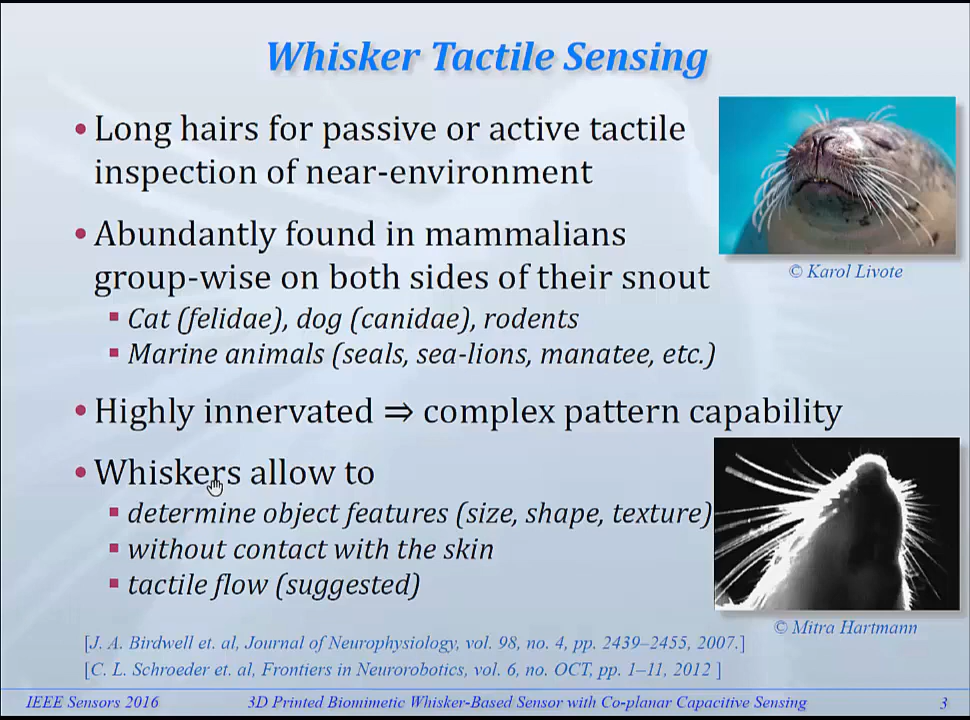 Whisker Tactile Sensing
• Long hairs for passive or active tactile
inspection of near-environment
© Karol Livote
• Abundantly found in mammalians
group-wise on both sides of their snout
▪ Cat (felidae), dog (canidae), rodents
▪ Marine animals (seals, sea-lions, manatee, etc.)
• Highly innervated ⇒ complex pattern capability
• Whiskers allow to
▪ determine object features (size, shape, texture)
▪ without contact with the skin
▪ tactile flow (suggested)
© Mitra Hartmann
[J. A. Birdwell et. al, Journal of Neurophysiology, vol. 98, no. 4, pp. 2439–2455, 2007.]
[C. L. Schroeder et. al, Frontiers in Neurorobotics, vol. 6, no. OCT, pp. 1–11, 2012 ]
IEEE Sensors 2016 3D Printed Biomimetic Whisker-Based Sensor with Co-planar Capacitive Sensing 3